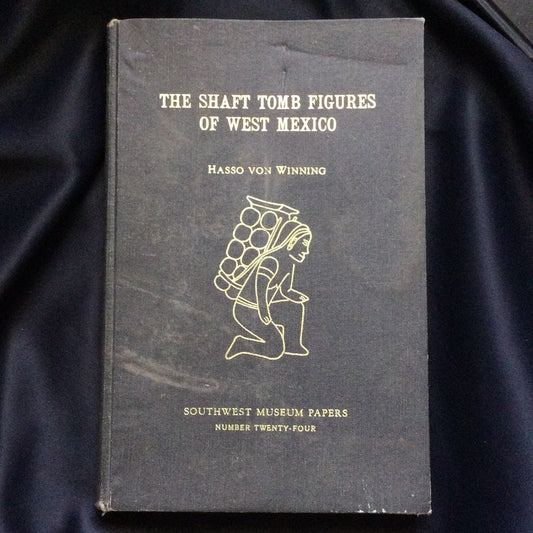 THE SHAFT TOMB FIGURES
OF WEST MEXICO
HASSO VON WINNING
SOUTHWEST MUSEUM PAPERS
NUMBER TWENTY-FOUR